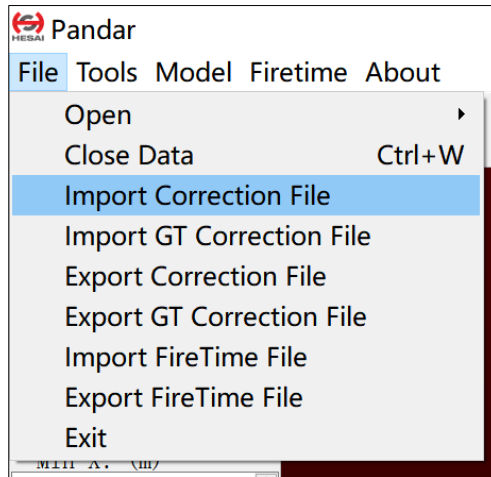 HESAI
Pandar
File Tools Model Firetime About
Open
Close Data Ctrl+W
Import Correction File
Import GT Correction File
Export Correction File
Export GT Correction File
Import FireTime File
Export FireTime File
Exit
Min X: (m)